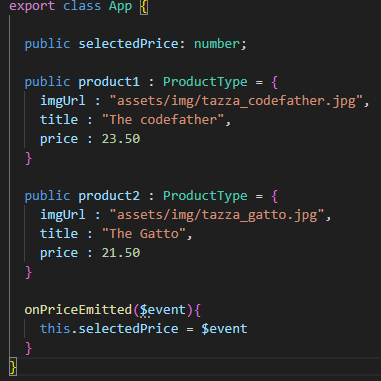 export class App {
public selectedPrice: number;
public product1 : ProductType = {
imgUrl : "assets/img/tazza_codefather.jpg",
title : "The codefather",
price : 23.50
}
public product2 : ProductType = {
imgUrl : "assets/img/tazza_gatto.jpg",
title : "The Gatto",
price : 21.50
}
onPriceEmitted($event){
this.selectedPrice = $event
}
}